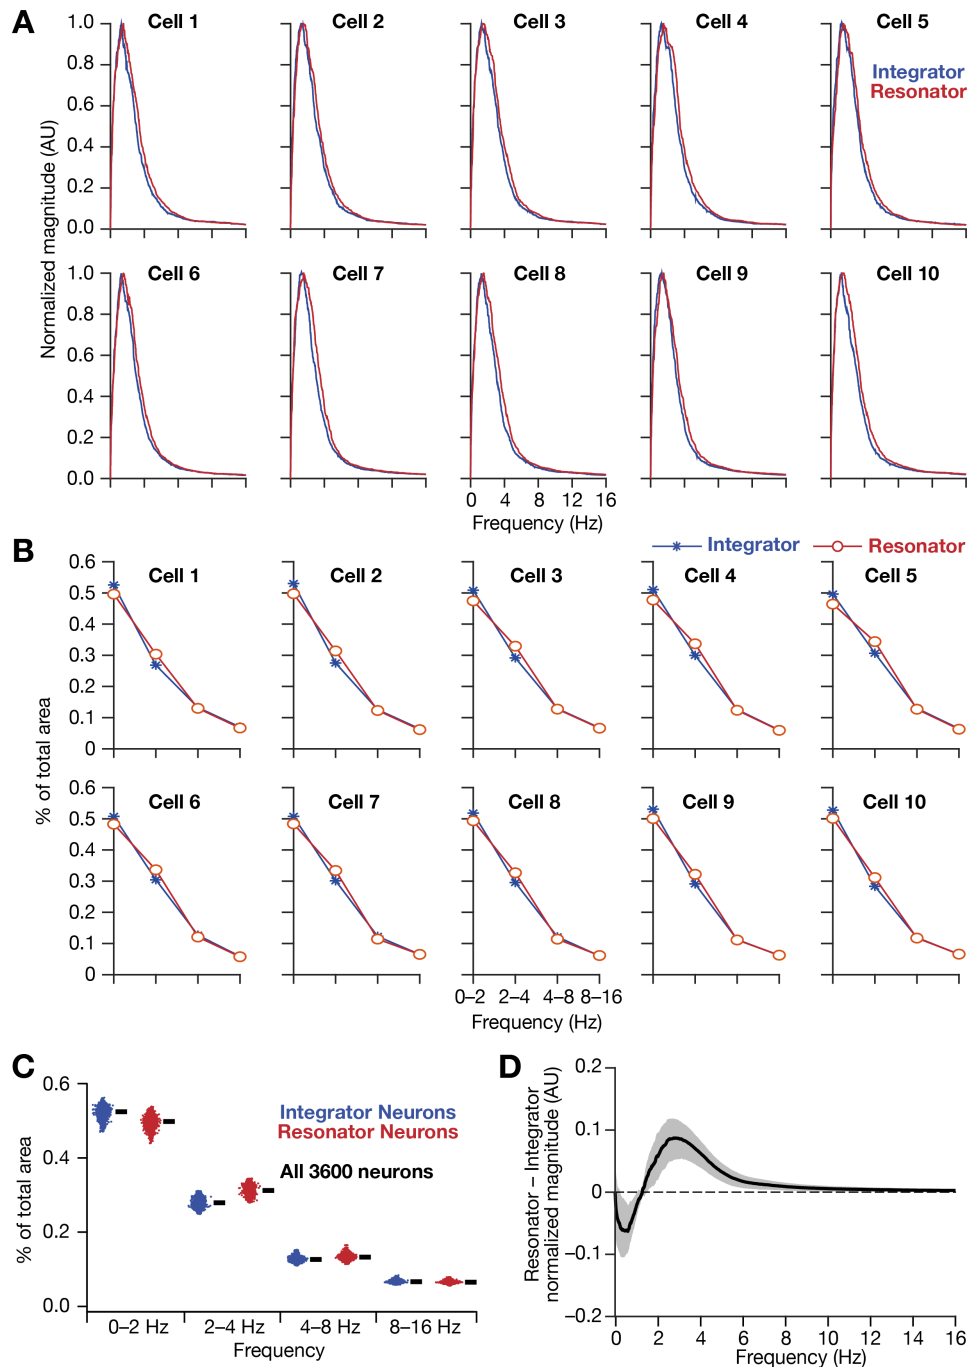 A
Cell 1
Cell 2
Cell 3
Cell 4
Cell 5
Integrator
Resonator
Normalized magnitude (AU)
1.0
0.8
0.6
0.4
0.2
0.0
Cell 6
Cell 7
Cell 8
Cell 9
Cell 10
1.0
0.8
0.6
0.4
0.2
0.0
0 4 8 12 16
Frequency (Hz)
B
Integrator
Resonator
Cell 1
Cell 2
Cell 3
Cell 4
Cell 5
% of total area
0.6
0.5
0.4
0.3
0.2
0.1
0
Cell 6
Cell 7
Cell 8
Cell 9
Cell 10
0.6
0.5
0.4
0.3
0.2
0.1
0
0–2 2–4 4–8 8–16
Frequency (Hz)
C
% of total area
0.6
0.4
0.2
0.0
Integrator Neurons
Resonator Neurons
All 3600 neurons
0–2 Hz 2–4 Hz 4–8 Hz 8–16 Hz
Frequency
D
Resonator – Integrator
normalized magnitude (AU)
0.2
0.1
0
–0.1
–0.2
0 2 4 6 8 10 12 14 16
Frequency (Hz)